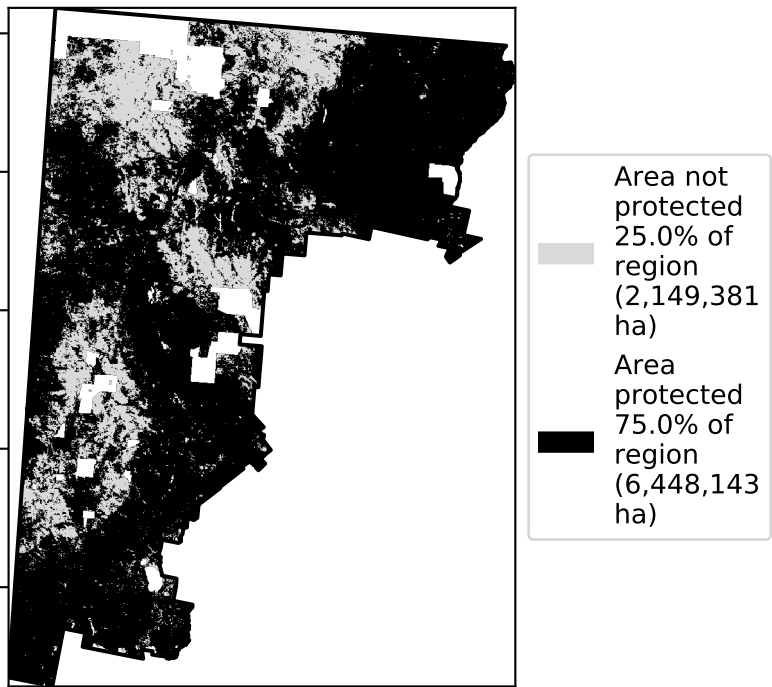 Area not
protected
25.0% of
region
(2,149,381
ha)
Area
protected
75.0% of
region
(6,448,143
ha)